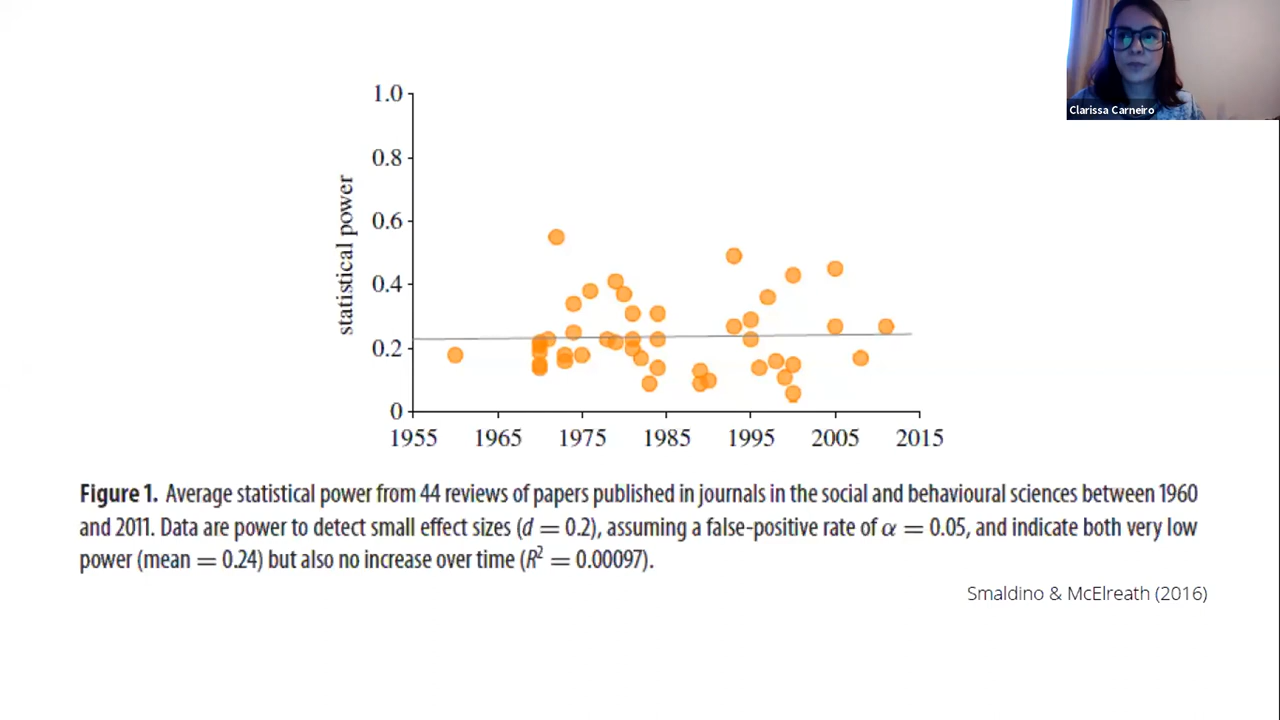 Clarissa Carneiro
1.0
0.8
0.6
0.4
0.2
0
statistical power
1955 1965 1975 1985 1995 2005 2015
Figure 1. Average statistical power from 44 reviews of papers published in journals in the social and behavioural sciences between 1960
and 2011. Data are power to detect small effect sizes (d = 0.2), assuming a false-positive rate of α = 0.05, and indicate both very low
power (mean = 0.24) but also no increase over time (R² = 0.00097).
Smaldino & McElreath (2016)